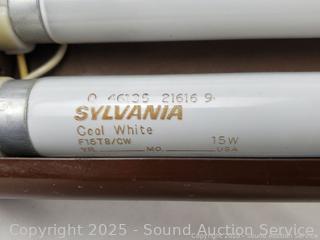 0 46135 21616 9
SYLVANIA
Cool White
F15T8/CW 15W
YR. MO. USA
Copyright 2025 - Sound Auction Service